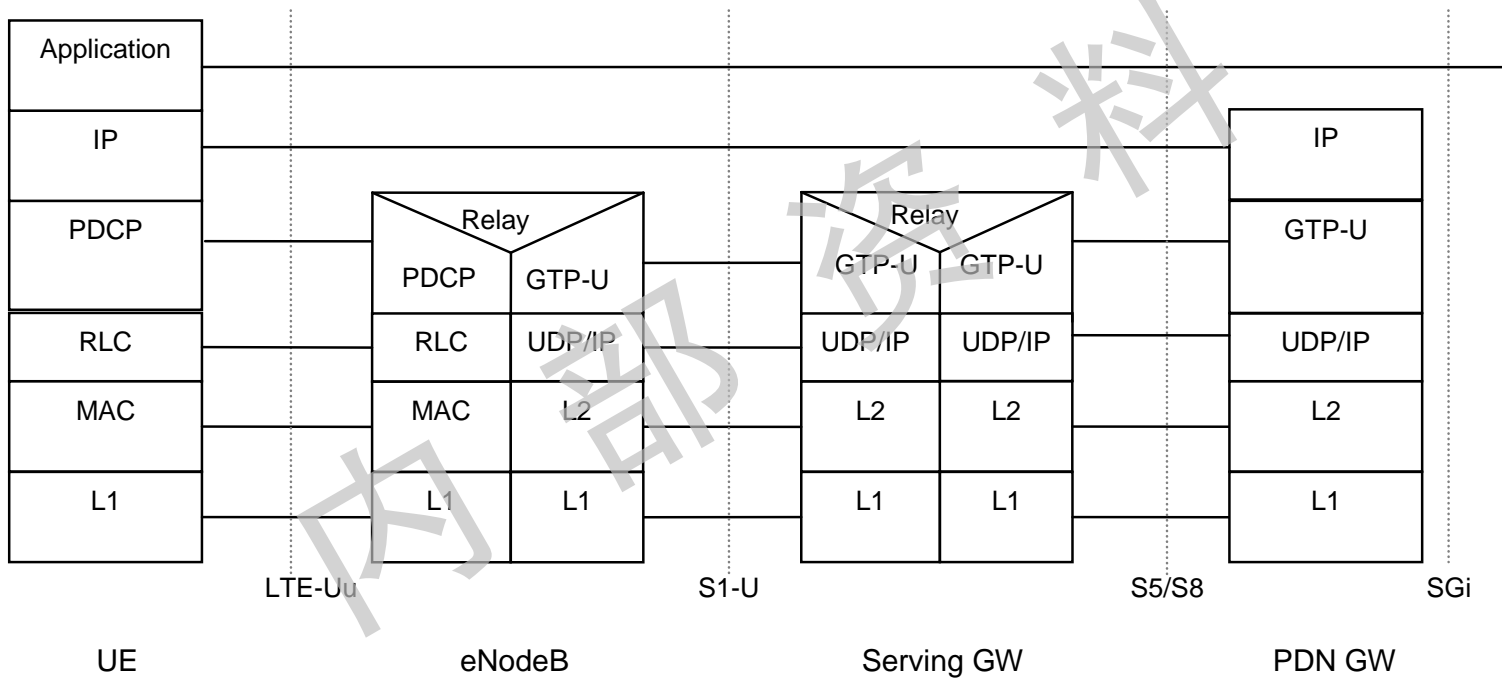 Application
IP
IP
PDCP
Relay
Relay
GTP-U
PDCP
GTP-U
GTP-U
GTP-U
RLC
RLC
UDP/IP
UDP/IP
UDP/IP
UDP/IP
MAC
MAC
L2
L2
L2
L2
L1
L1
L1
L1
L1
L1
LTE-Uu
S1-U
S5/S8
SGi
UE
eNodeB
Serving GW
PDN GW
内部资料